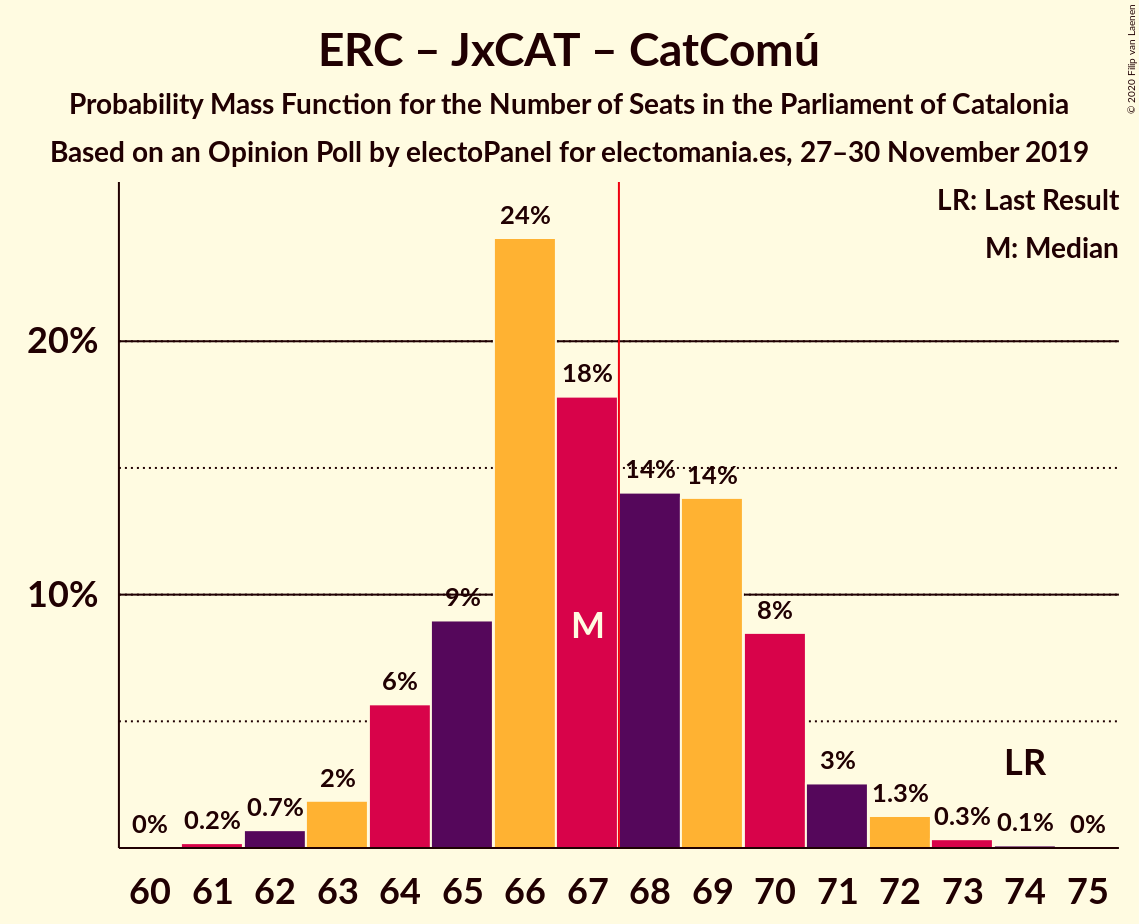 ERC – JxCAT – CatComú
Probability Mass Function for the Number of Seats in the Parliament of Catalonia
Based on an Opinion Poll by electoPanel for electomania.es, 27–30 November 2019
© 2020 Filip van Laenen
LR: Last Result
M: Median
20%
10%
0%
0.2%
0.7%
2%
6%
9%
24%
18%
14%
14%
8%
3%
1.3%
0.3%
0.1%
0%
M
LR
60 61 62 63 64 65 66 67 68 69 70 71 72 73 74 75